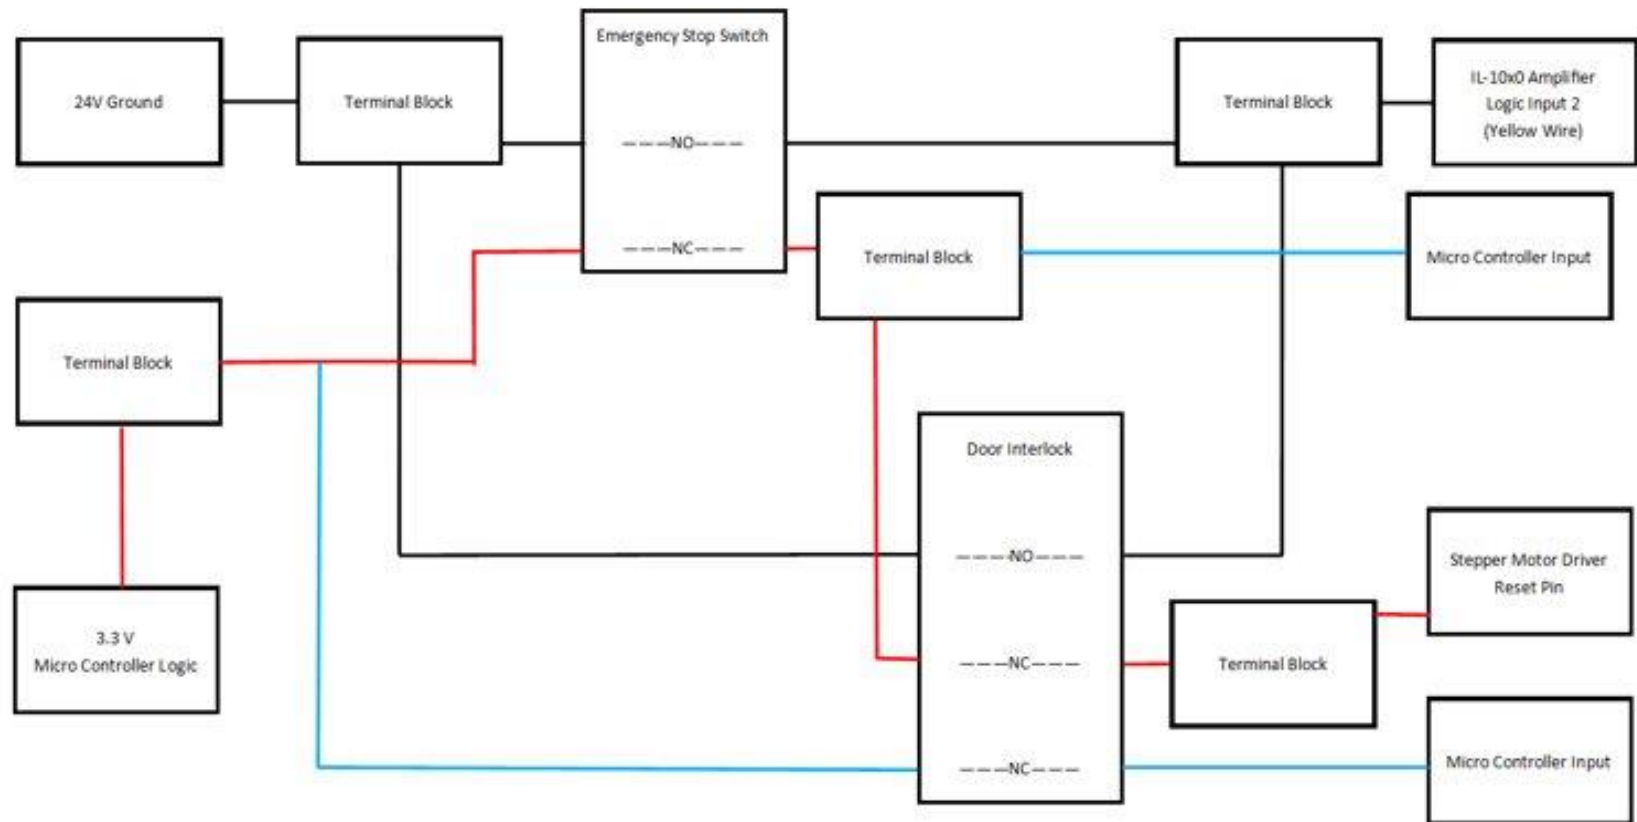 Emergency Stop Switch
24V Ground
Terminal Block
Terminal Block
IL-10x0 Amplifier
Logic Input 2
(Yellow Wire)
———NO———
———NC———
Terminal Block
Micro Controller Input
Terminal Block
Door Interlock
———NO———
Stepper Motor Driver
Reset Pin
3.3 V
Micro Controller Logic
———NC———
Terminal Block
———NC———
Micro Controller Input